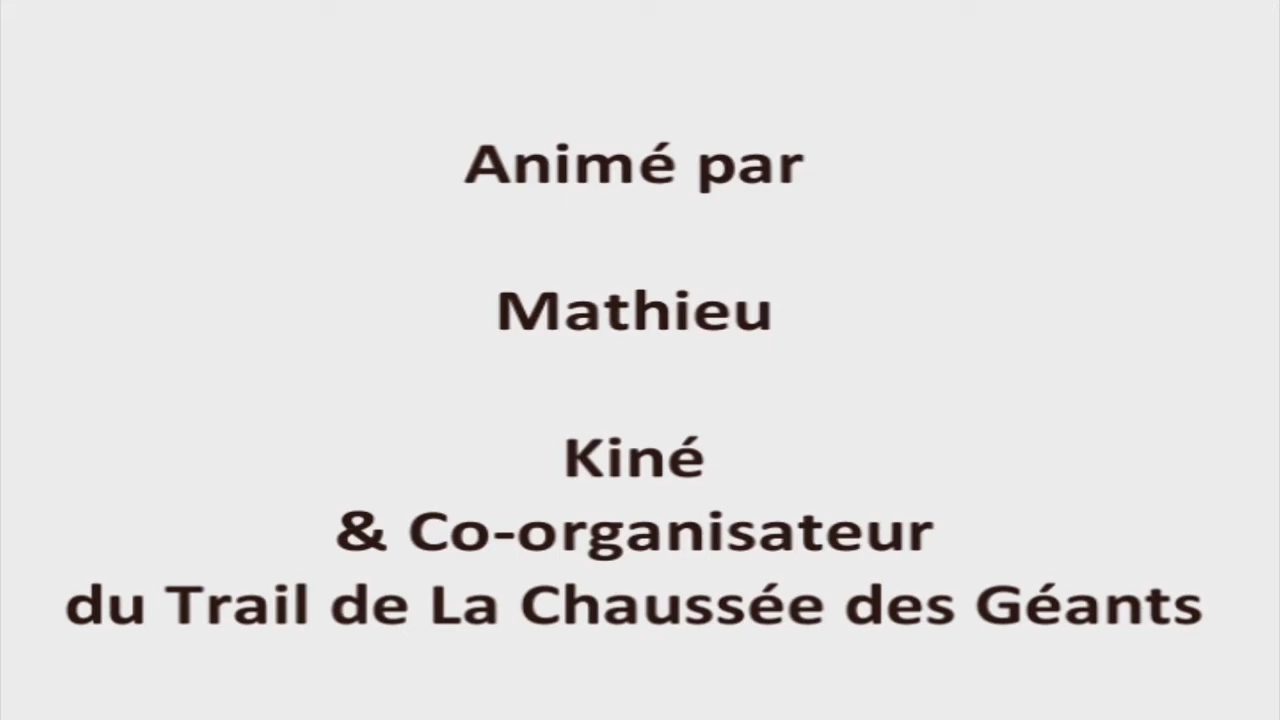 Animé par
Mathieu
Kiné
& Co-organisateur
du Trail de La Chaussée des Géants